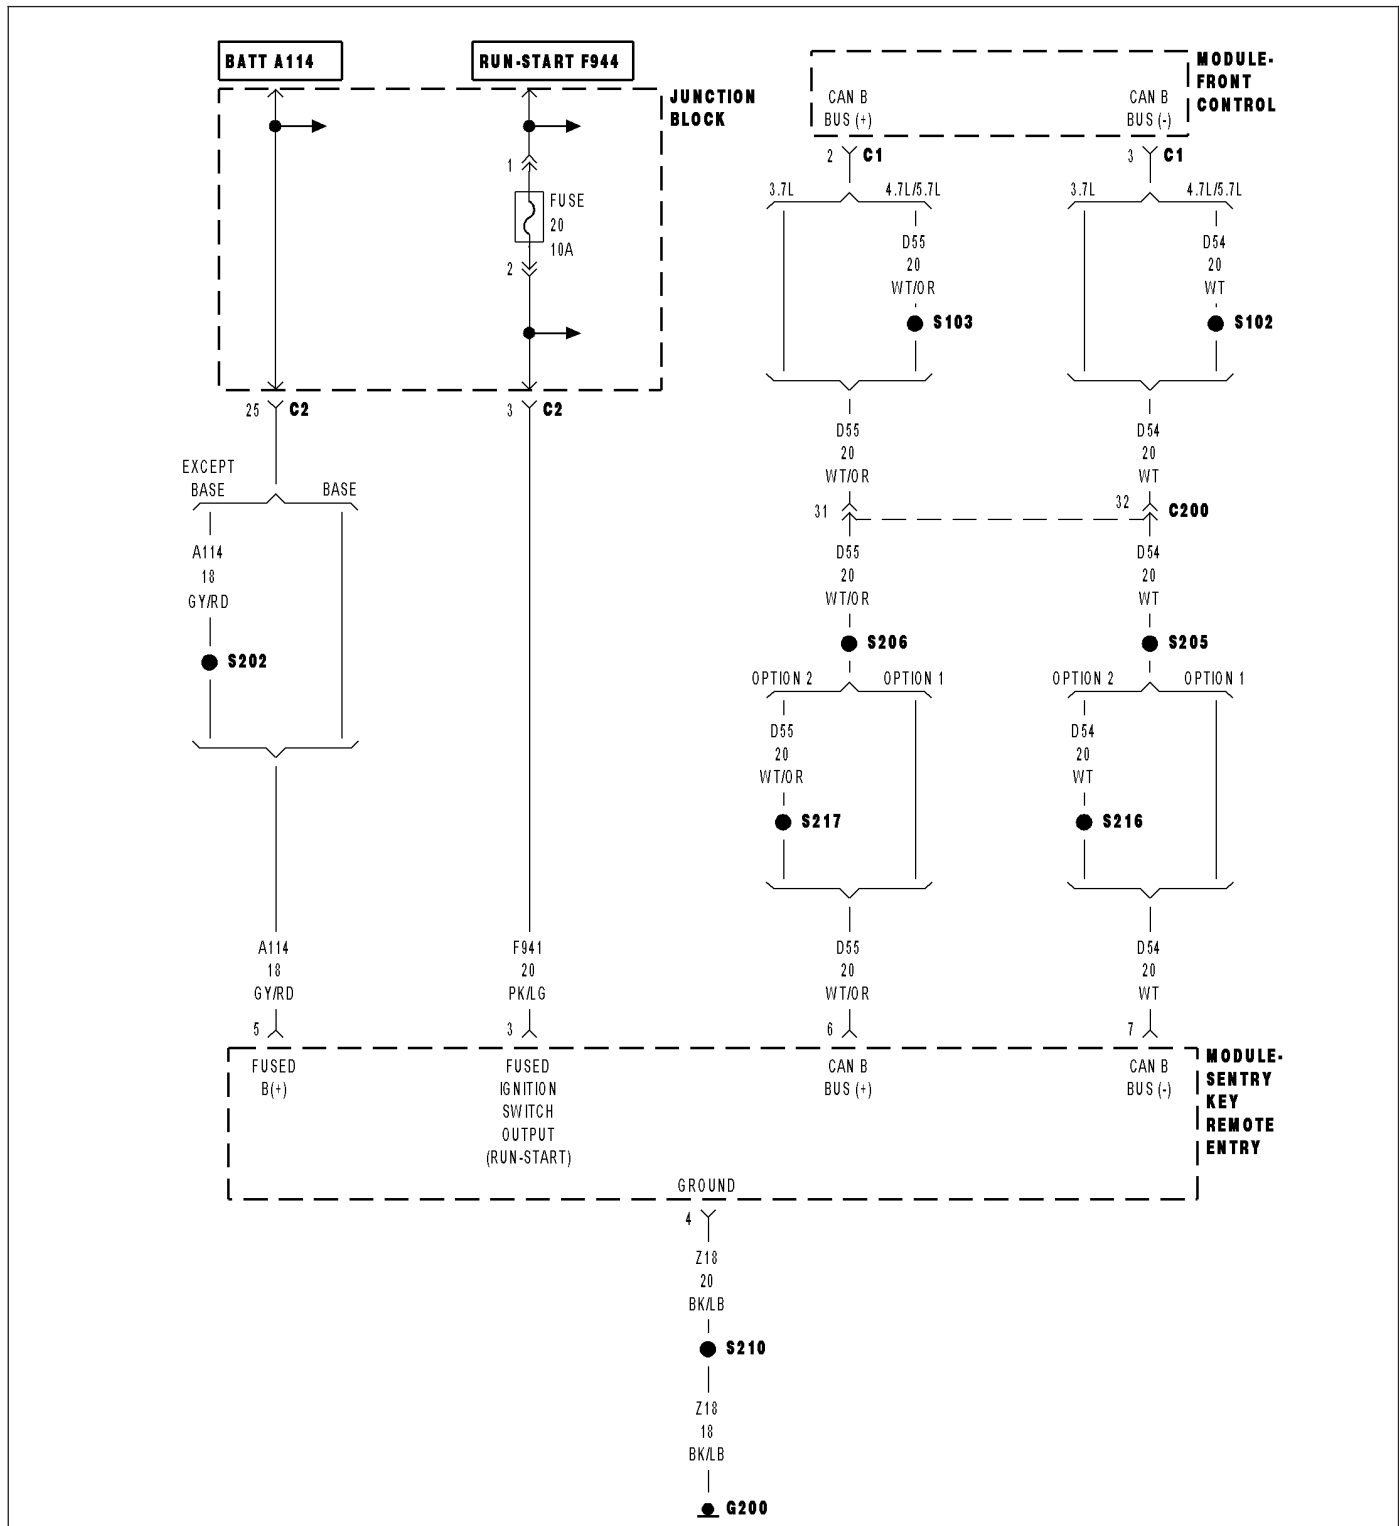 BATT A114
RUN-START F944
MODULE-
FRONT
CONTROL
JUNCTION
BLOCK
CAN B
BUS (+)
CAN B
BUS (-)
2
C1
3
C1
1
FUSE
20
10A
2
3.7L
4.7L/5.7L
3.7L
4.7L/5.7L
D55
20
WT/OR
D54
20
WT
S103
S102
25
C2
3
C2
D55
20
WT/OR
D54
20
WT
EXCEPT
BASE
BASE
31
32
C200
A114
18
GY/RD
D55
20
WT/OR
D54
20
WT
S202
S206
S205
OPTION 2
OPTION 1
OPTION 2
OPTION 1
D55
20
WT/OR
D54
20
WT
S217
S216
A114
18
GY/RD
F941
20
PK/LG
D55
20
WT/OR
D54
20
WT
5
3
6
7
FUSED
B(+)
FUSED
IGNITION
SWITCH
OUTPUT
(RUN-START)
CAN B
BUS (+)
CAN B
BUS (-)
MODULE-
SENTRY
KEY
REMOTE
ENTRY
GROUND
4
Z18
20
BK/LB
S210
Z18
18
BK/LB
G200